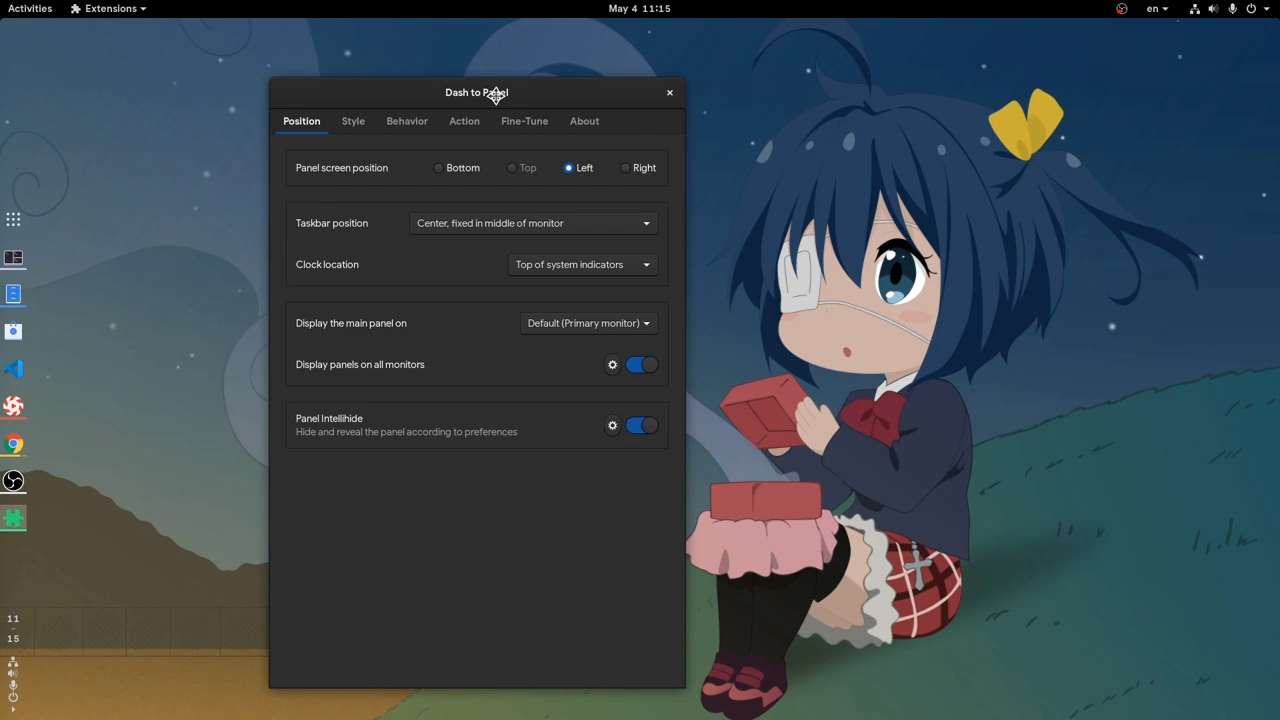 Activities
Extensions
May 4 11:15
en
Dash to Panel
Position
Style
Behavior
Action
Fine-Tune
About
Panel screen position
Bottom
Top
Left
Right
Taskbar position
Center, fixed in middle of monitor
Clock location
Top of system indicators
Display the main panel on
Default (Primary monitor)
Display panels on all monitors
Panel Intellihide
Hide and reveal the panel according to preferences
11
15